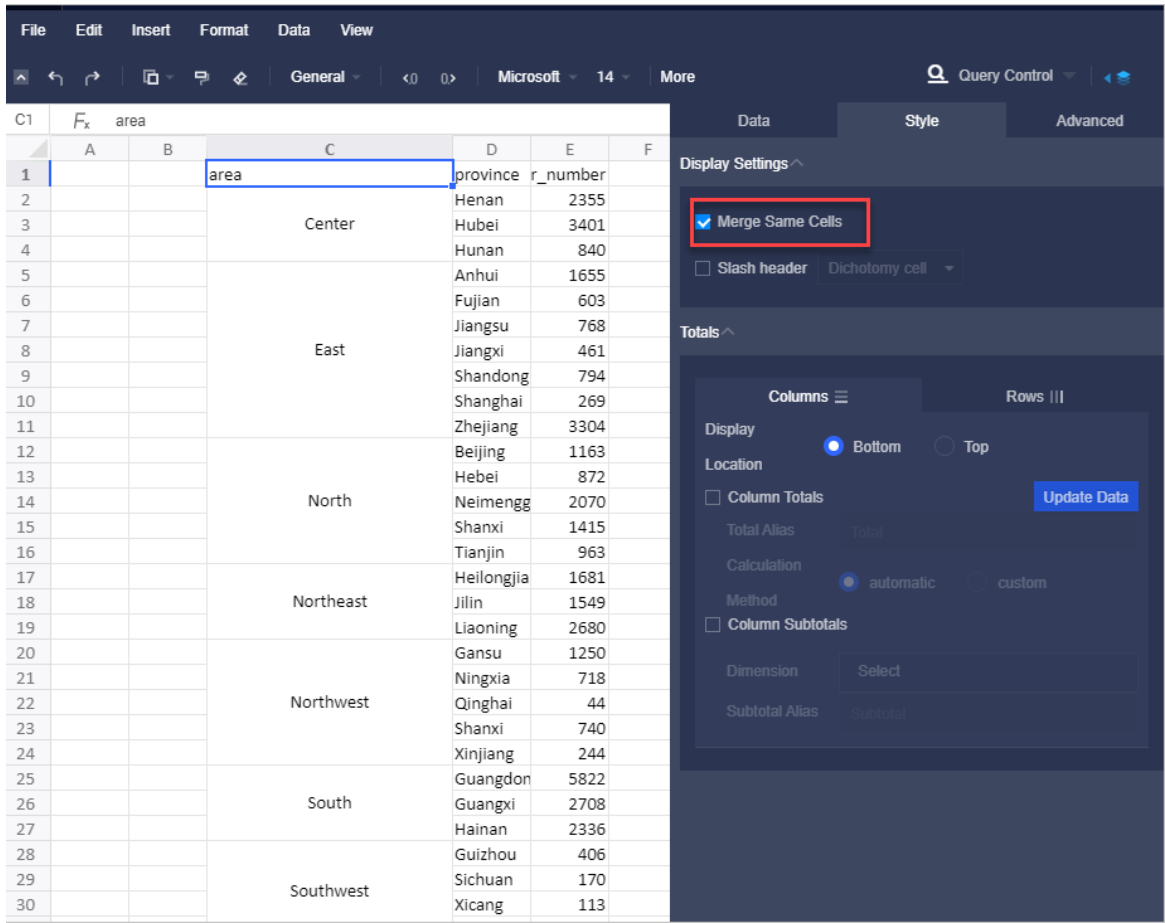 File Edit Insert Format Data View
General <.0 .0> Microsoft 14 More Query Control
C1 Fx area
Data Style Advanced
A B C D E F
Display Settings
1 area province r_number
2 Henan 2355
3 Center Hubei 3401
Merge Same Cells
4 Hunan 840
5 Anhui 1655
Slash header Dichotomy cell
6 Fujian 603
7 Jiangsu 768
Totals
8 East Jiangxi 461
9 Shandong 794
10 Shanghai 269
Columns Rows
11 Zhejiang 3304
Display
Location
Bottom Top
12 Beijing 1163
13 Hebei 872
14 North Neimengg 2070
Column Totals Update Data
15 Shanxi 1415
Total Alias Total
16 Tianjin 963
Calculation
Method
automatic custom
17 Heilongjia 1681
18 Northeast Jilin 1549
19 Liaoning 2680
Column Subtotals
20 Gansu 1250
21 Ningxia 718
Dimension Select
22 Northwest Qinghai 44
Subtotal Alias Subtotal
23 Shanxi 740
24 Xinjiang 244
25 Guangdon 5822
26 South Guangxi 2708
27 Hainan 2336
28 Guizhou 406
29 Southwest Sichuan 170
30 Xicang 113